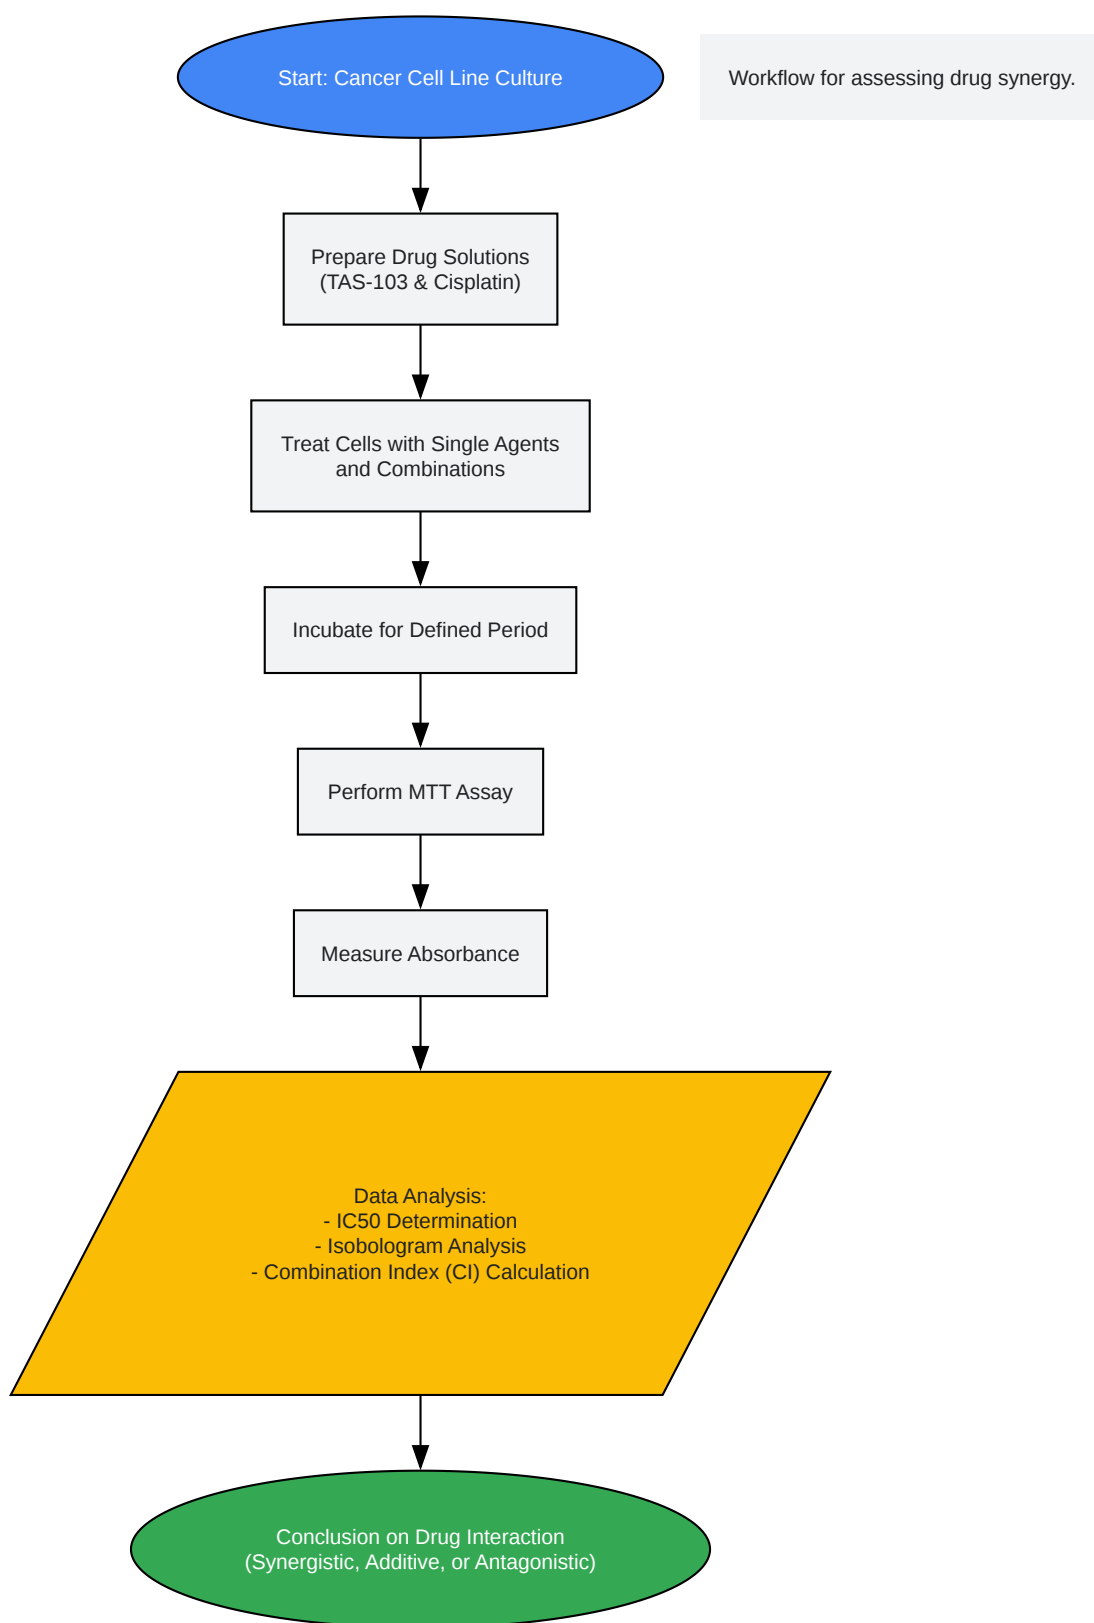 Start: Cancer Cell Line Culture
Workflow for assessing drug synergy.
Prepare Drug Solutions
(TAS-103 & Cisplatin)
Treat Cells with Single Agents
and Combinations
Incubate for Defined Period
Perform MTT Assay
Measure Absorbance
Data Analysis:
- IC50 Determination
- Isobologram Analysis
- Combination Index (CI) Calculation
Conclusion on Drug Interaction
(Synergistic, Additive, or Antagonistic)